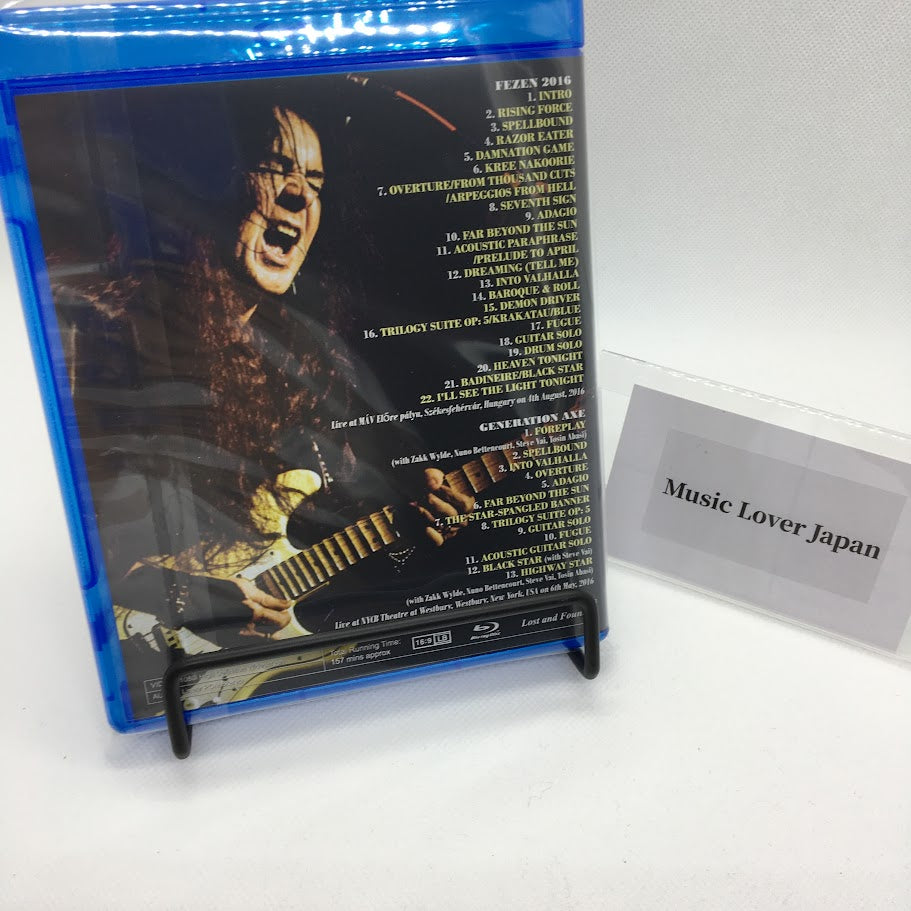 FEZEN 2016
1. INTRO
2. RISING FORCE
3. SPELLBOUND
4. RAZOR EATER
5. DAMNATION GAME
6. KREE NAKOORIE
7. OVERTURE/FROM THOUSAND CUTS
/ARPEGGIOS FROM HELL
8. SEVENTH SIGN
9. ADAGIO
10. FAR BEYOND THE SUN
11. ACOUSTIC PARAPHRASE
/PRELUDE TO APRIL
12. DREAMING (TELL ME)
13. INTO VALHALLA
14. BAROQUE & ROLL
15. DEMON DRIVER
16. TRILOGY SUITE OP: 5/KRAKATAU/BLUE
17. FUGUE
18. GUITAR SOLO
19. DRUM SOLO
20. HEAVEN TONIGHT
21. BADINEIRE/BLACK STAR
22. I'LL SEE THE LIGHT TONIGHT
Live at MÁV Előre pálya, Székesfehérvár, Hungary on 4th August, 2016
GENERATION AXE
1. FOREPLAY
(with Zakk Wylde, Nuno Bettencourt, Steve Vai, Tosin Abasi)
2. SPELLBOUND
3. INTO VALHALLA
4. OVERTURE
5. ADAGIO
6. FAR BEYOND THE SUN
7. THE STAR-SPANGLED BANNER
8. TRILOGY SUITE OP: 5
9. GUITAR SOLO
10. FUGUE
11. ACOUSTIC GUITAR SOLO
12. BLACK STAR (with Steve Vai)
13. HIGHWAY STAR
(with Zakk Wylde, Nuno Bettencourt, Steve Vai, Tosin Abasi)
Live at NYCB Theatre at Westbury, Westbury, New York, USA on 6th May, 2016
Total Running Time:
157 mins approx
16:9 LB
Blu-ray Disc
Lost and Foun
Music Lover Japan